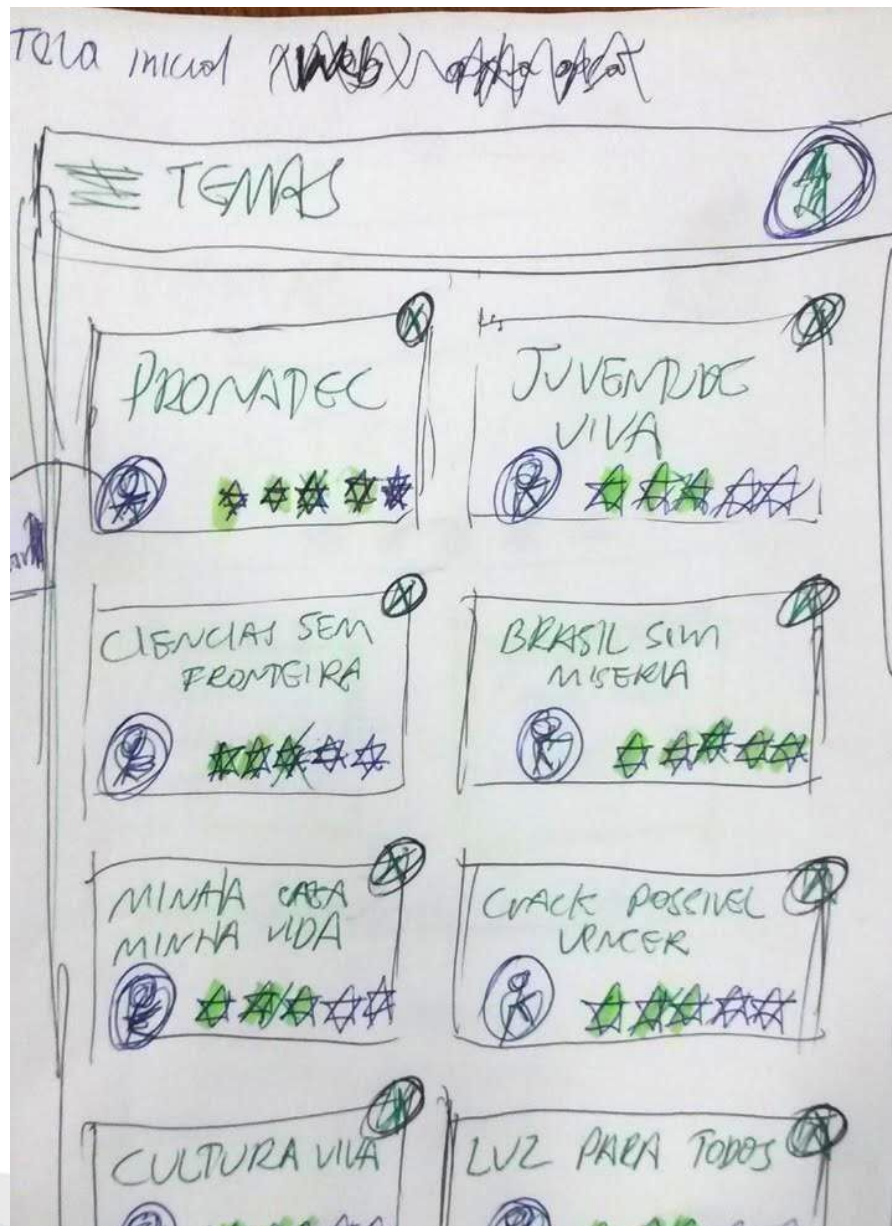 Tela inicial
TEMAS
PRONATEC
JUVENTUDE
VIVA
CIENCIAS SEM
FRONTEIRA
BRASIL SIM
MISERIA
MINHA CASA
MINHA VIDA
CRACK POSSIVEL
VENCER
CULTURA VIVA
LUZ PARA TODOS